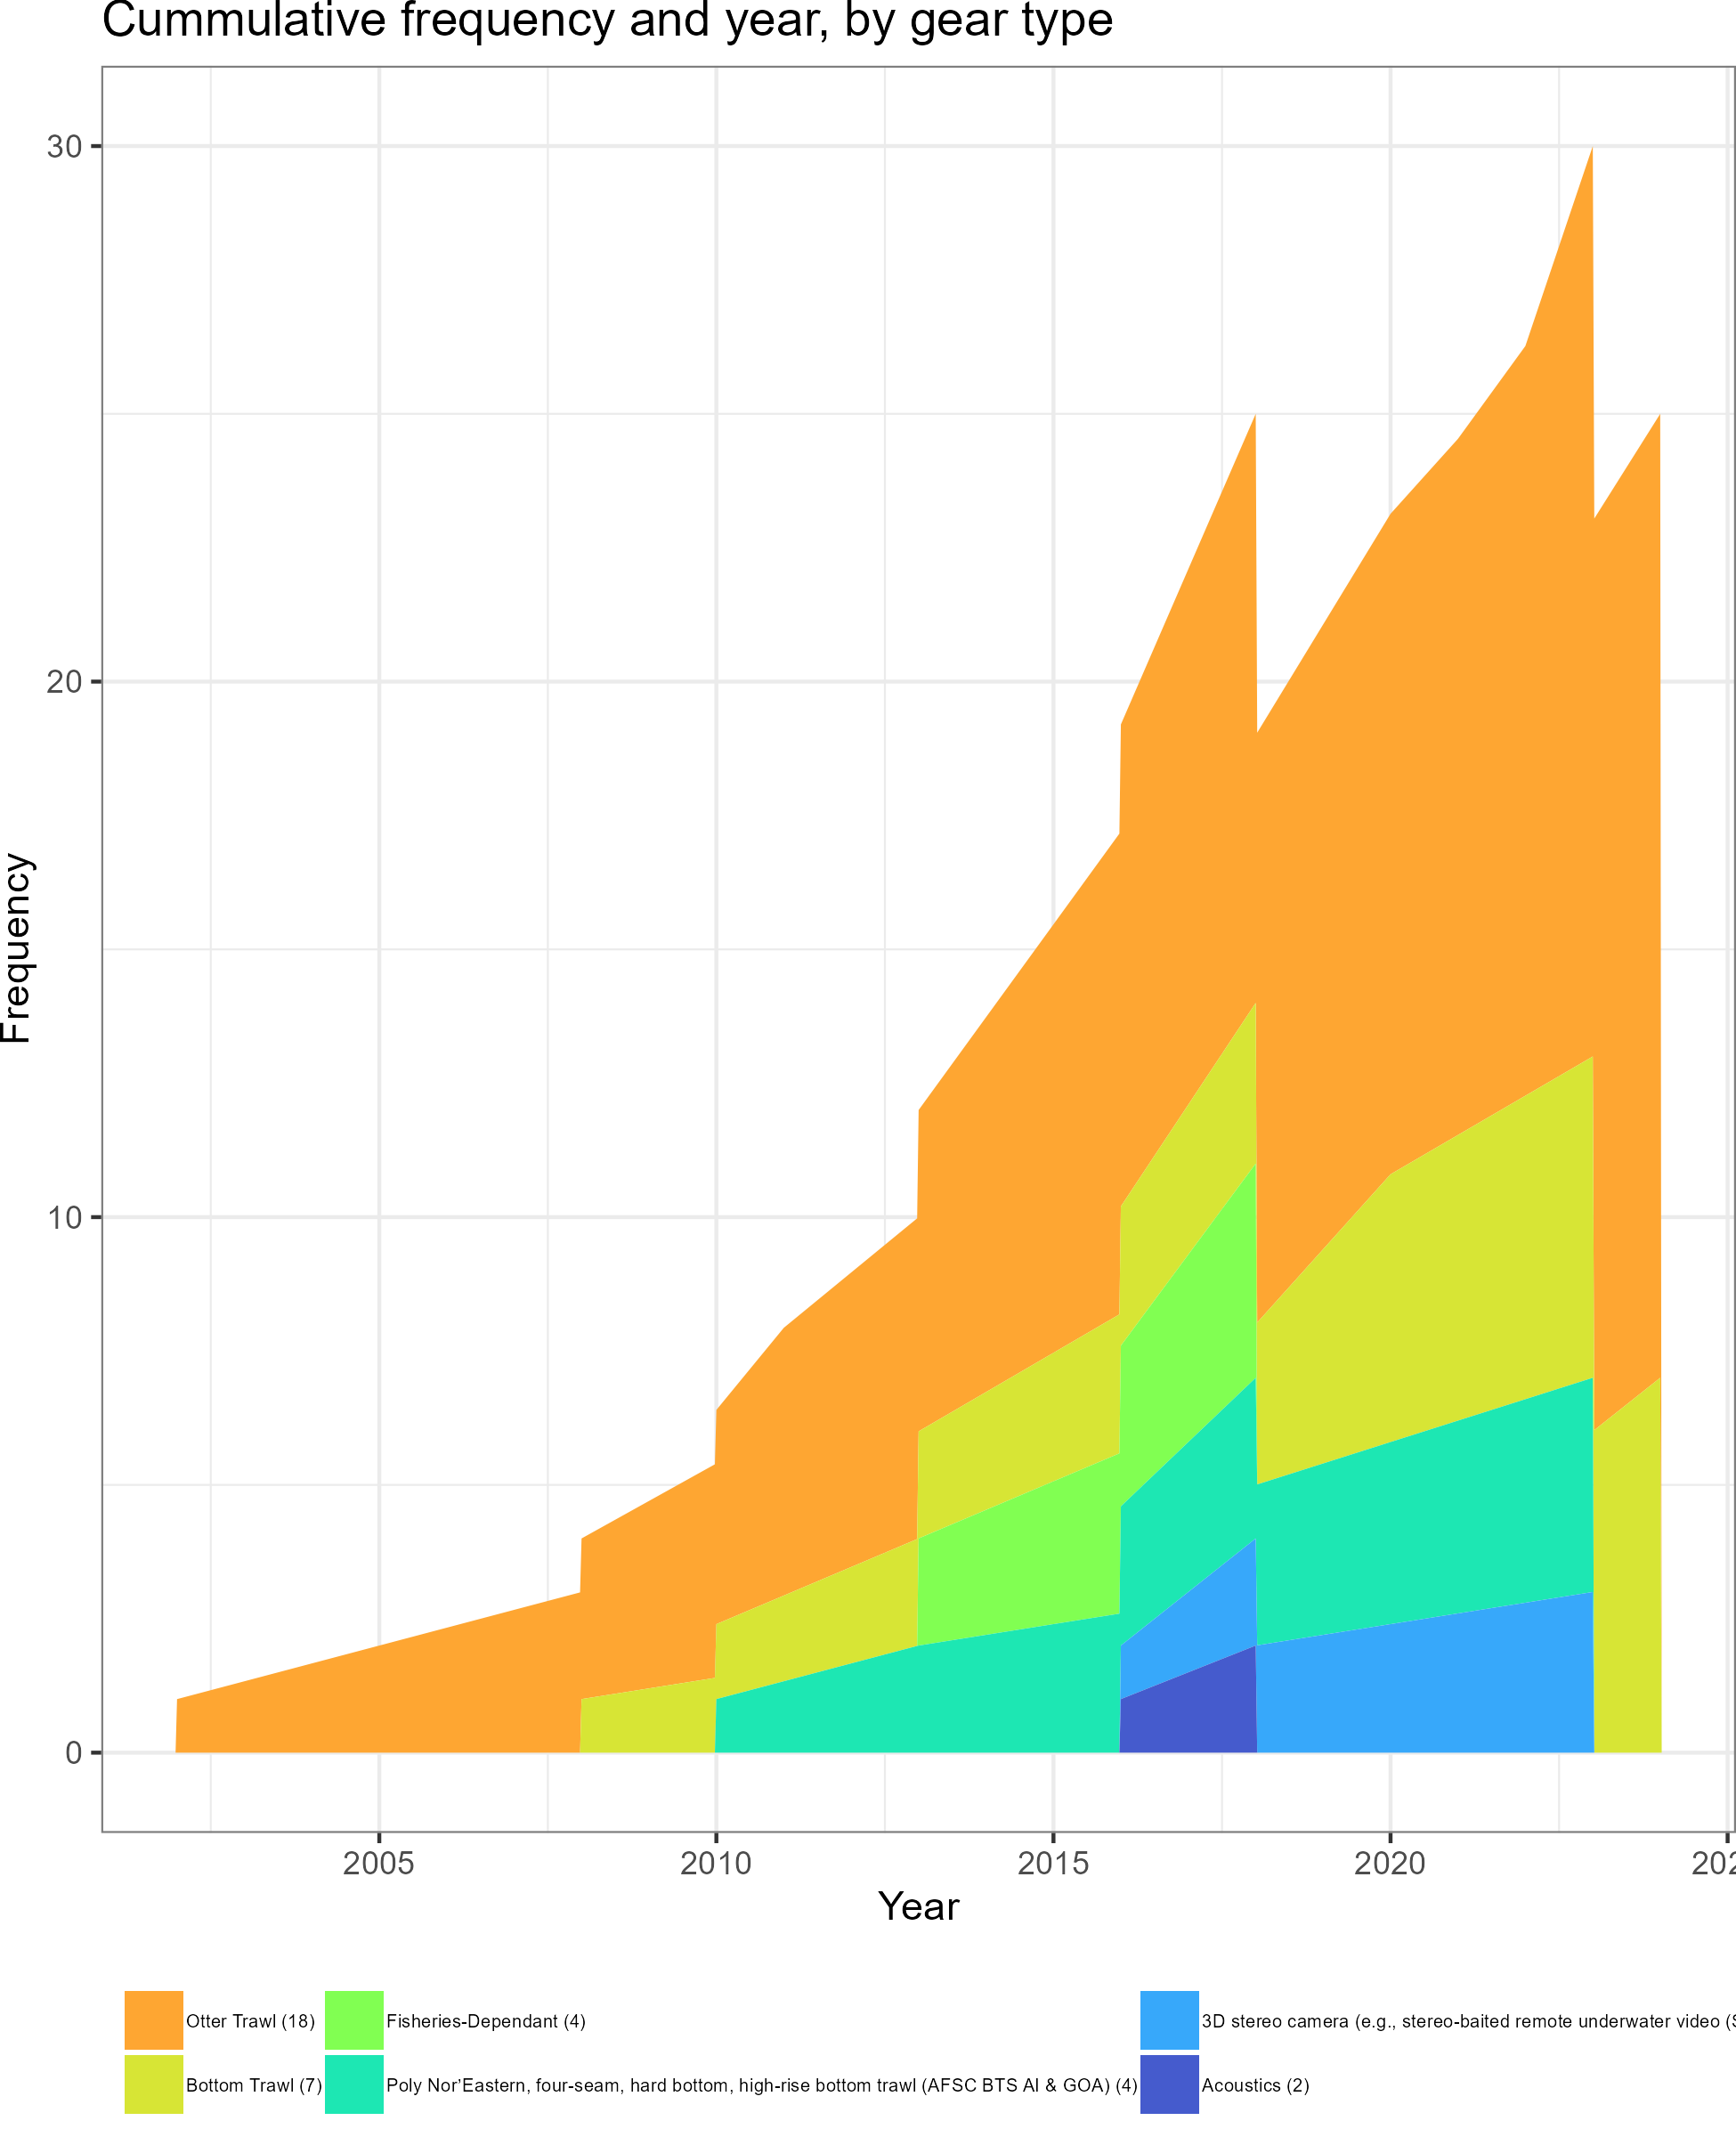 Cummulative frequency and year, by gear type
30
20
10
0
Frequency
2005
2010
2015
2020
Year
Otter Trawl (18)
Fisheries-Dependant (4)
3D stereo camera (e.g., stereo-baited remote underwater video
Bottom Trawl (7)
Poly Nor’Eastern, four-seam, hard bottom, high-rise bottom trawl (AFSC BTS AI & GOA) (4)
Acoustics (2)